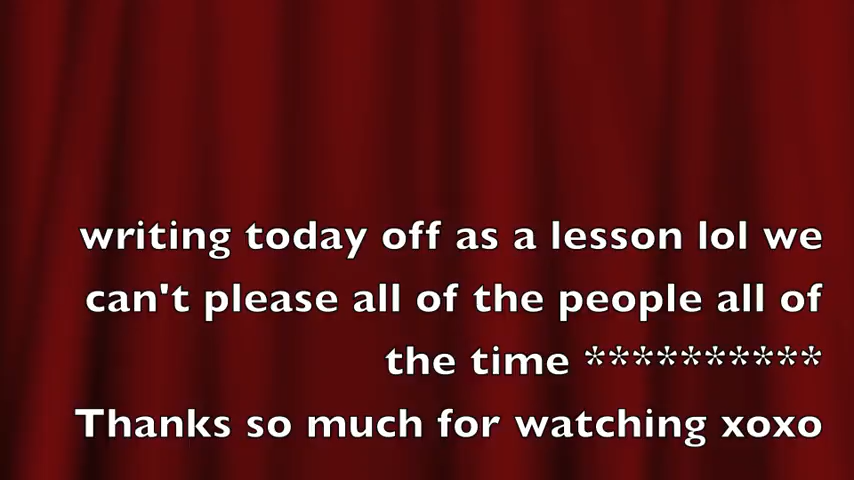 writing today off as a lesson lol we
can't please all of the people all of
the time **********
Thanks so much for watching xoxo